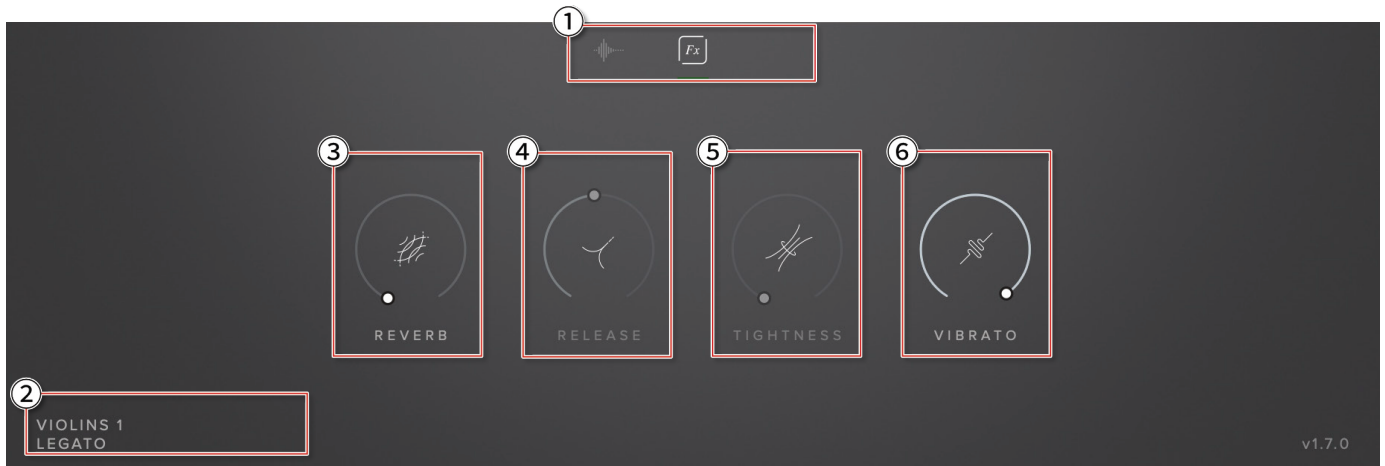 1
Fx
3
4
5
6
REVERB
RELEASE
TIGHTNESS
VIBRATO
2
VIOLINS 1
LEGATO
v1.7.0